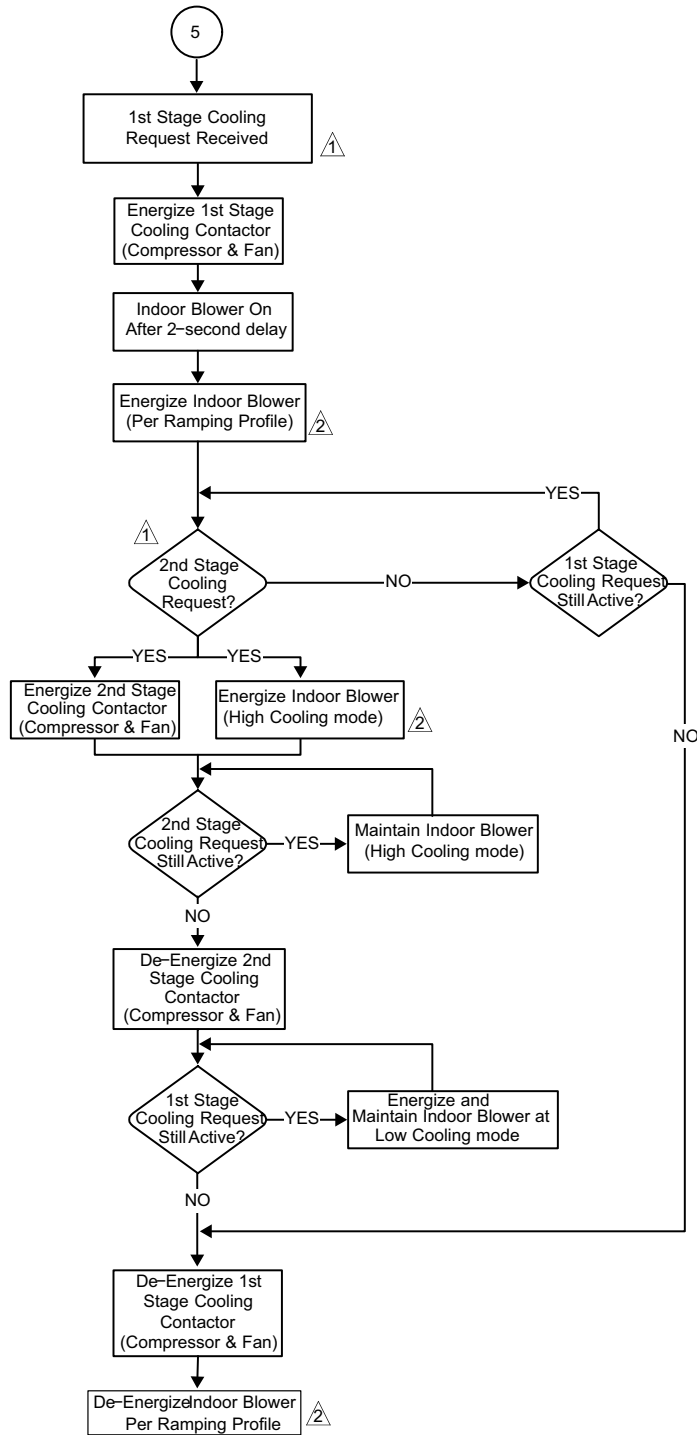 5
1st Stage Cooling
Request Received
1
Energize 1st Stage
Cooling Contactor
(Compressor & Fan)
Indoor Blower On
After 2-second delay
Energize Indoor Blower
(Per Ramping Profile)
2
YES
1
2nd Stage
Cooling
Request?
NO
1st Stage
Cooling Request
Still Active?
YES
YES
Energize 2nd Stage
Cooling Contactor
(Compressor & Fan)
Energize Indoor Blower
(High Cooling mode)
2
NO
2nd Stage
Cooling Request
Still Active?
YES
Maintain Indoor Blower
(High Cooling mode)
NO
De-Energize 2nd
Stage Cooling
Contactor
(Compressor & Fan)
1st Stage
Cooling Request
Still Active?
YES
Energize and
Maintain Indoor Blower at
Low Cooling mode
NO
De-Energize 1st
Stage Cooling
Contactor
(Compressor & Fan)
De-EnergizeIndoor Blower
Per Ramping Profile
2